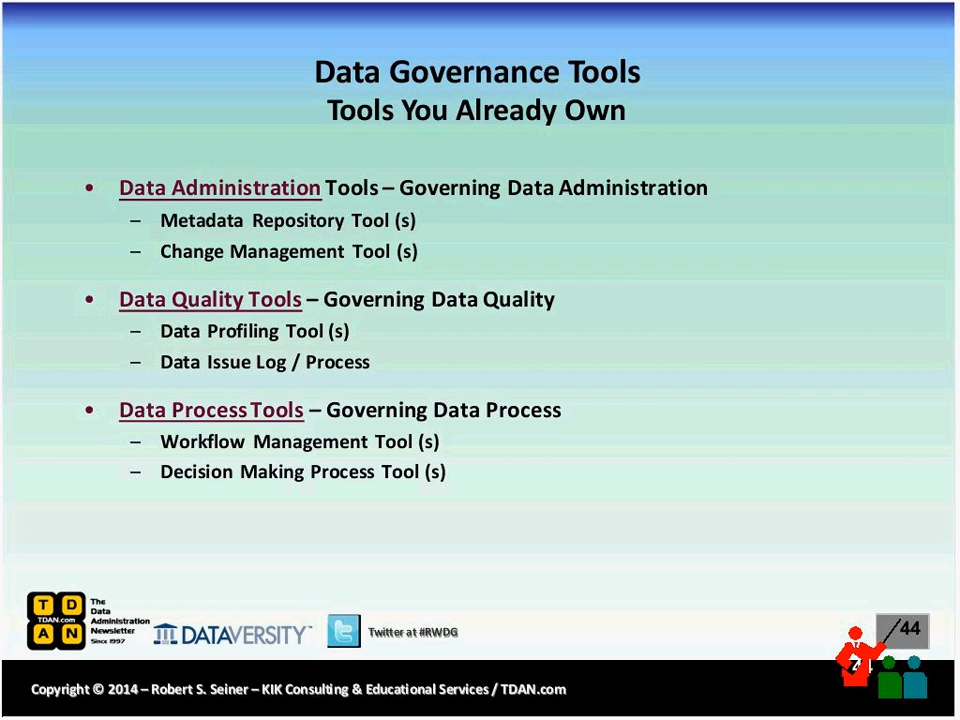 Data Governance Tools
Tools You Already Own
• Data Administration Tools – Governing Data Administration
– Metadata Repository Tool (s)
– Change Management Tool (s)
• Data Quality Tools – Governing Data Quality
– Data Profiling Tool (s)
– Data Issue Log / Process
• Data Process Tools – Governing Data Process
– Workflow Management Tool (s)
– Decision Making Process Tool (s)
T D
TDAN.com
A N
The
Data
Administration
Newsletter
Since 1997
DATAVERSITY™
Twitter at #RWDG
44
Copyright © 2014 – Robert S. Seiner – KIK Consulting & Educational Services / TDAN.com